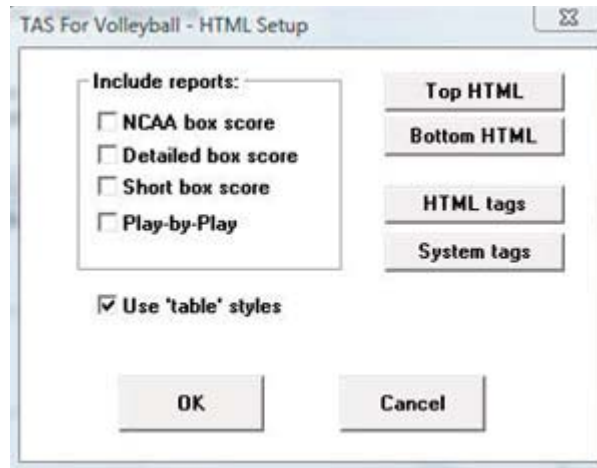 TAS For Volleyball - HTML Setup
Include reports:
NCAA box score
Detailed box score
Short box score
Play-by-Play
Use 'table' styles
Top HTML
Bottom HTML
HTML tags
System tags
OK
Cancel